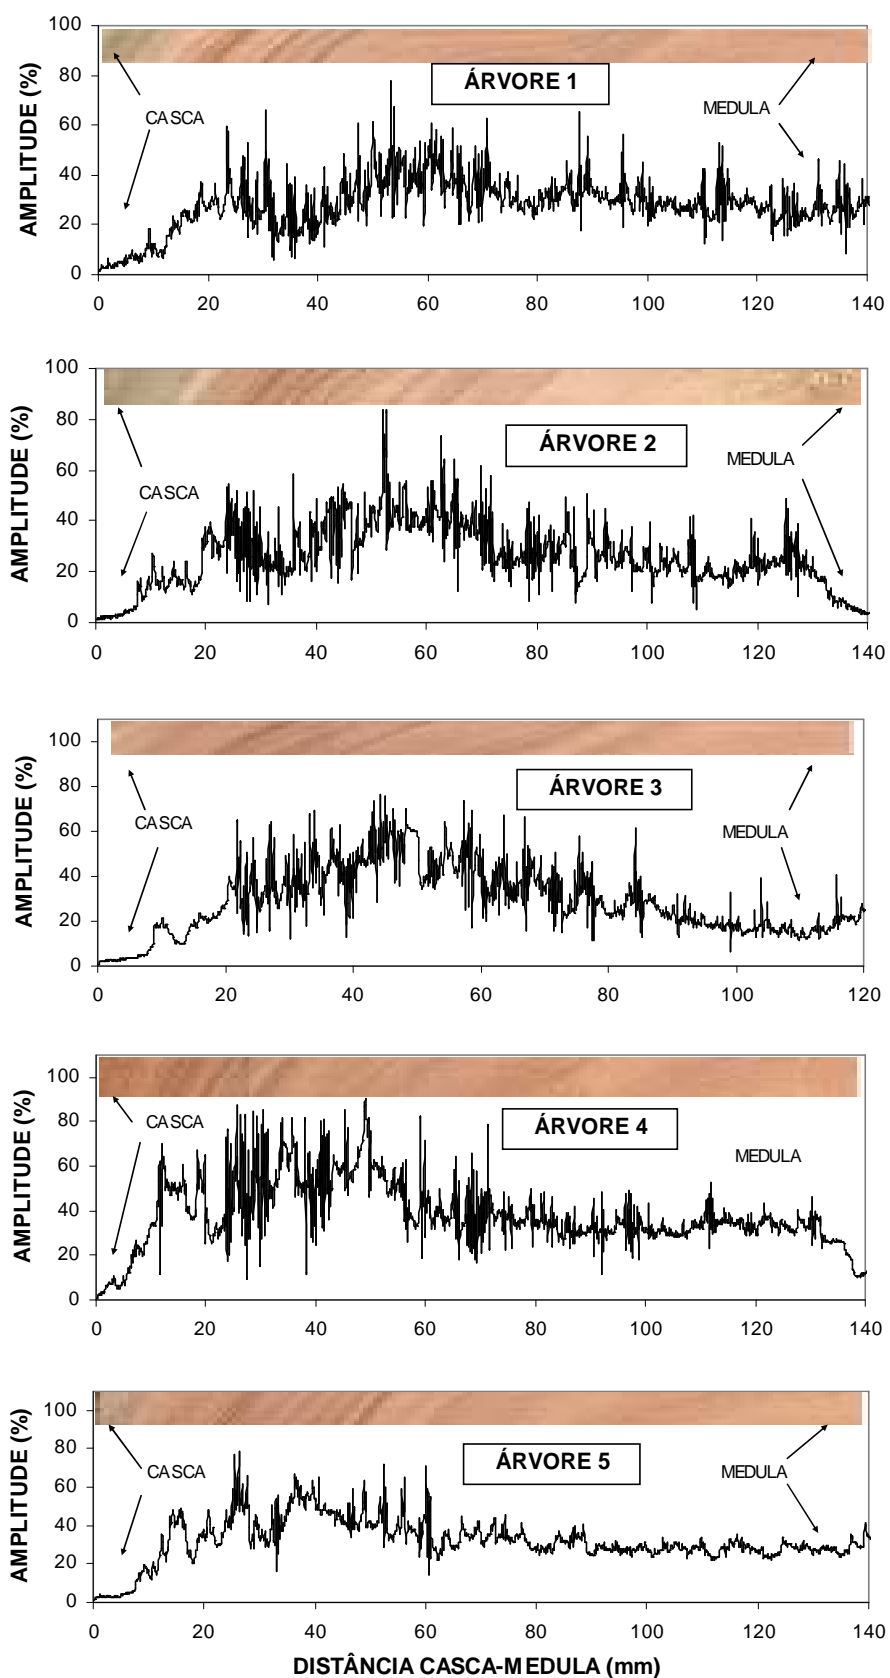 100
80
60
40
20
0
AMPLITUDE (%)
ÁRVORE 1
CASCA
MEDULA
0 20 40 60 80 100 120 140
100
80
60
40
20
0
AMPLITUDE (%)
ÁRVORE 2
CASCA
MEDULA
0 20 40 60 80 100 120 140
100
80
60
40
20
0
AMPLITUDE (%)
ÁRVORE 3
CASCA
MEDULA
0 20 40 60 80 100 120
100
80
60
40
20
0
AMPLITUDE (%)
ÁRVORE 4
CASCA
MEDULA
0 20 40 60 80 100 120 140
100
80
60
40
20
0
AMPLITUDE (%)
ÁRVORE 5
CASCA
MEDULA
0 20 40 60 80 100 120 140
DISTÂNCIA CASCA-MEDULA (mm)